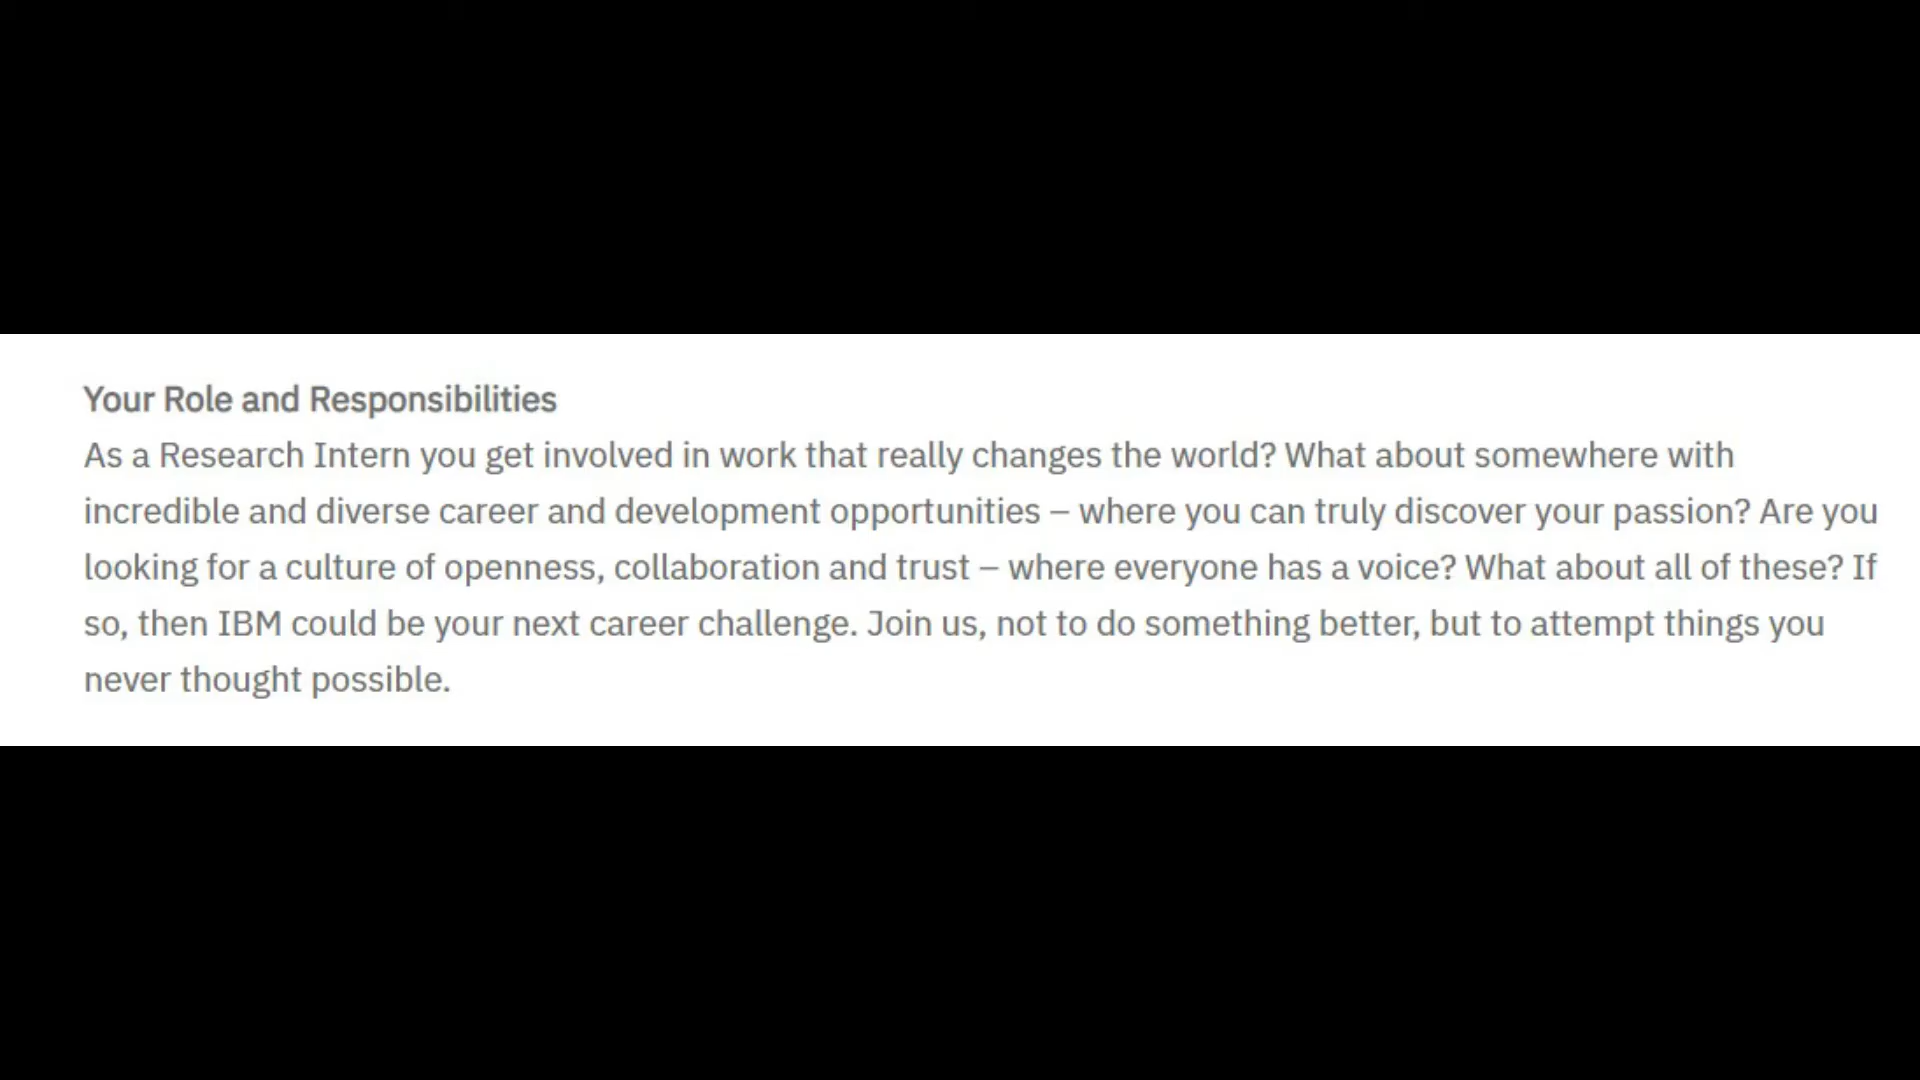 Your Role and Responsibilities
As a Research Intern you get involved in work that really changes the world? What about somewhere with
incredible and diverse career and development opportunities – where you can truly discover your passion? Are you
looking for a culture of openness, collaboration and trust – where everyone has a voice? What about all of these? If
so, then IBM could be your next career challenge. Join us, not to do something better, but to attempt things you
never thought possible.